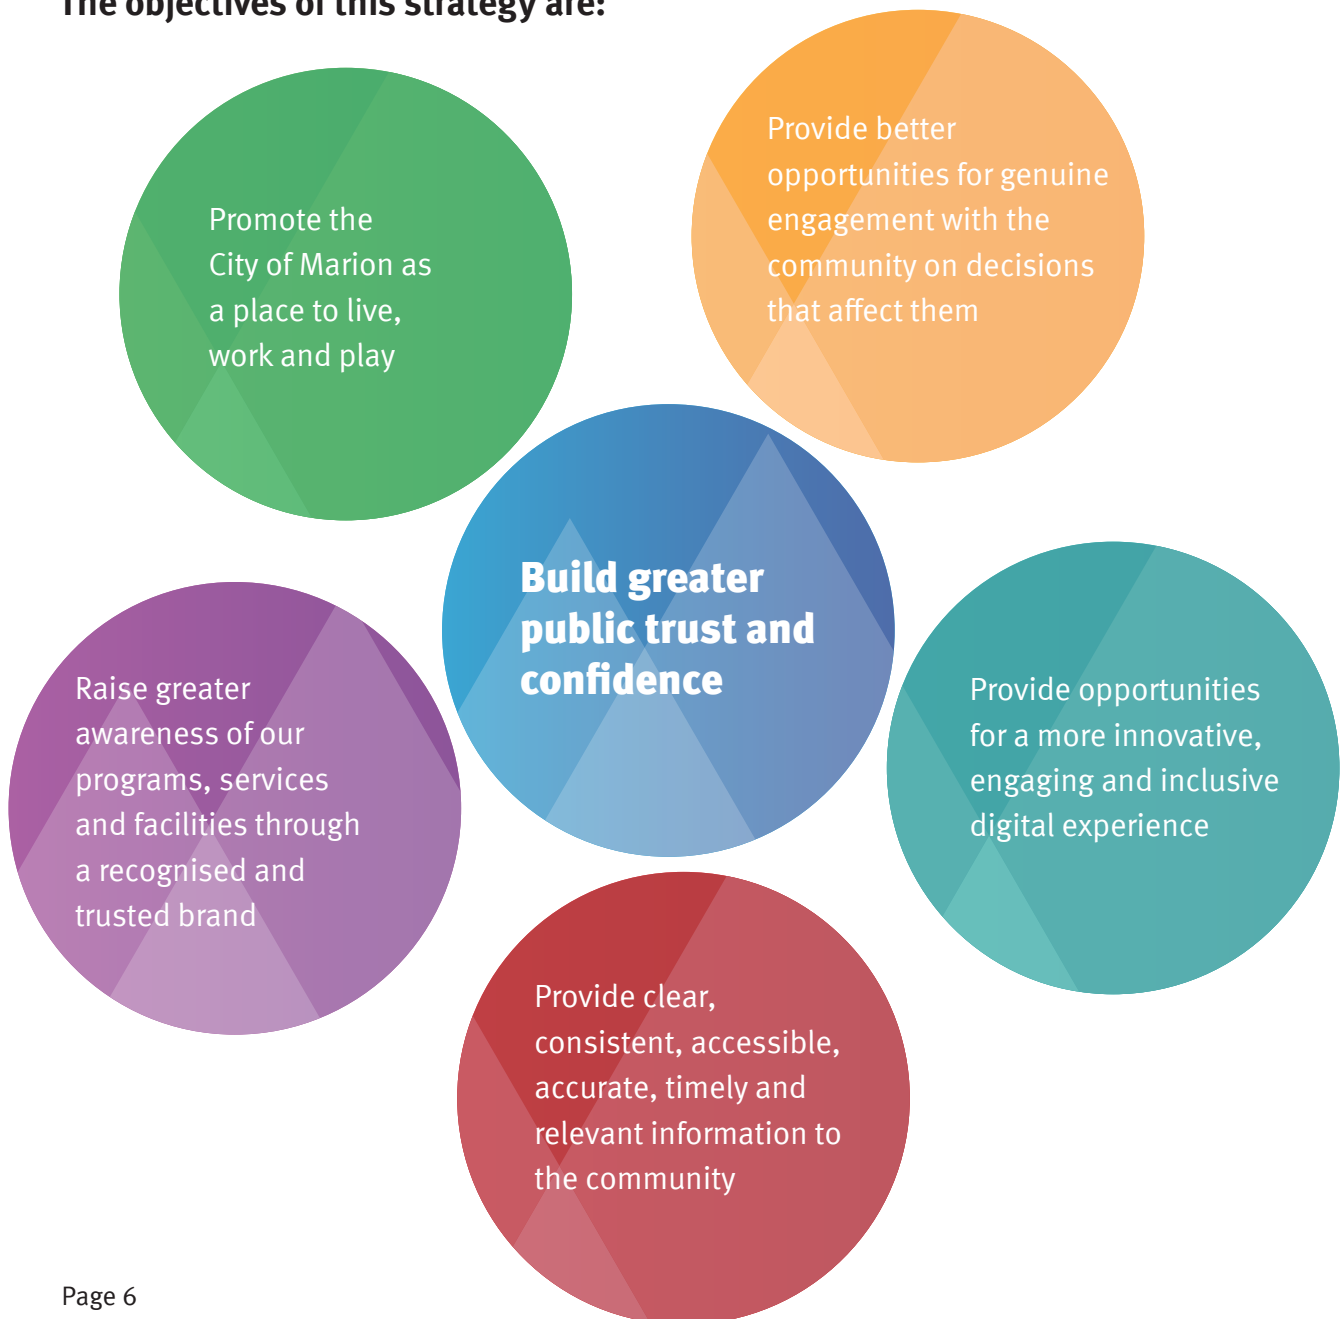 The objectives of this strategy are:
Promote the
City of Marion as
a place to live,
work and play
Provide better
opportunities for genuine
engagement with the
community on decisions
that affect them
Build greater
public trust and
confidence
Raise greater
awareness of our
programs, services
and facilities through
a recognised and
trusted brand
Provide opportunities
for a more innovative,
engaging and inclusive
digital experience
Provide clear,
consistent, accessible,
accurate, timely and
relevant information to
the community
Page 6